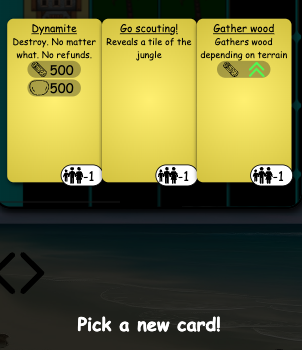 Dynamite
Destroy. No matter
what. No refunds.
500
500
-1
Go scouting!
Reveals a tile of the
jungle
-1
Gather wood
Gathers wood
depending on terrain
-1
Pick a new card!